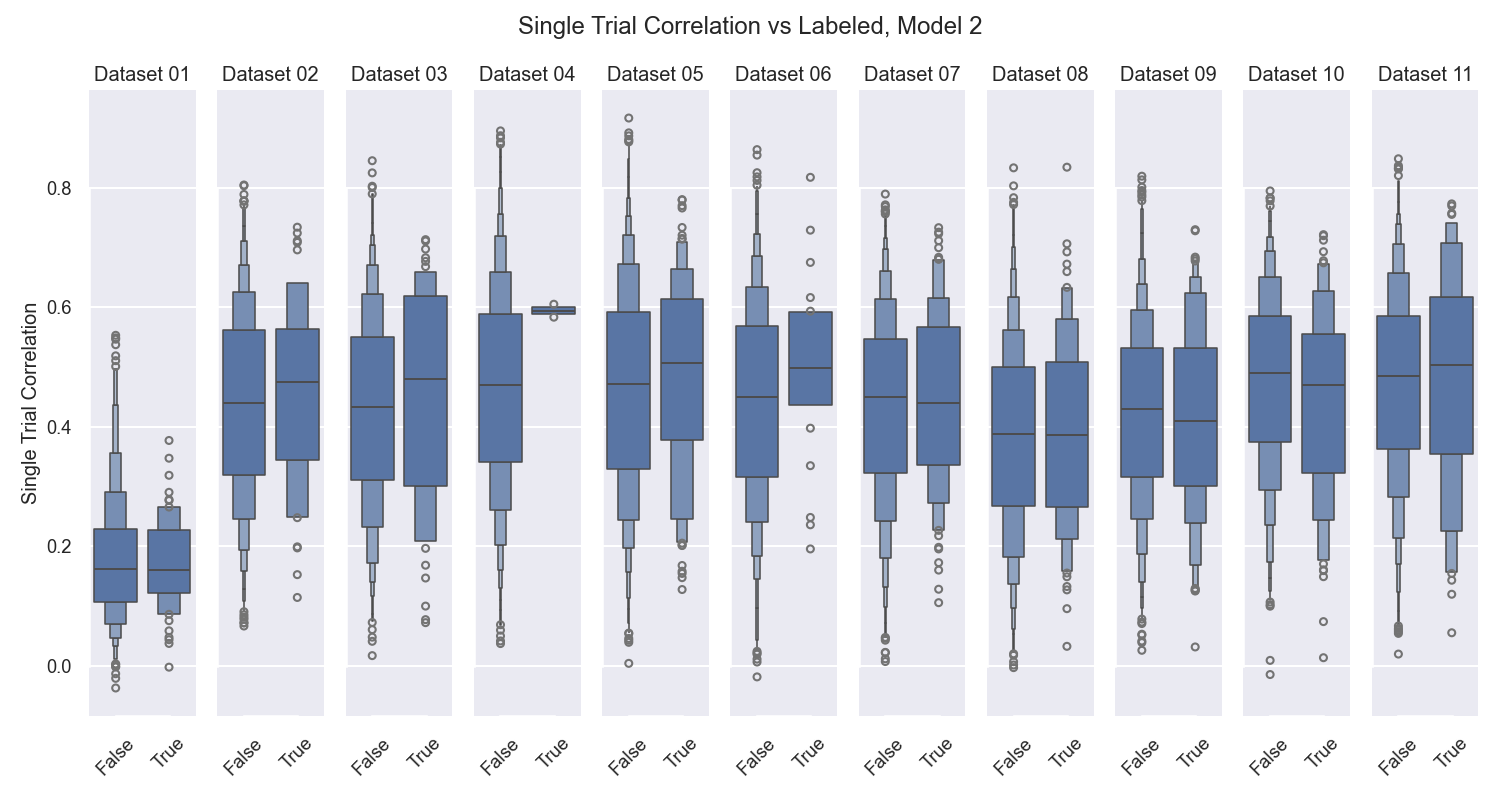 Single Trial Correlation vs Labeled, Model 2
Dataset 01 Dataset 02 Dataset 03 Dataset 04 Dataset 05 Dataset 06 Dataset 07 Dataset 08 Dataset 09 Dataset 10 Dataset 11
Single Trial Correlation
0.8
0.6
0.4
0.2
0.0
False True False True False True False True False True False True False True False True False True False True False True